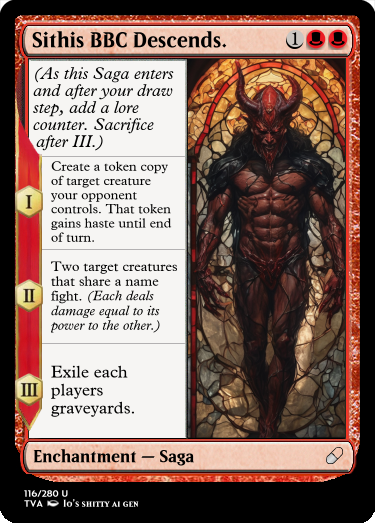 Sithis BBC Descends. 1
(As this Saga enters
and after your draw
step, add a lore
counter. Sacrifice
after III.)
I
Create a token copy
of target creature
your opponent
controls. That token
gains haste until end
of turn.
II
Two target creatures
that share a name
fight. (Each deals
damage equal to its
power to the other.)
III
Exile each
players
graveyards.
Enchantment — Saga
116/280 U
TVA Io's shitty ai gen